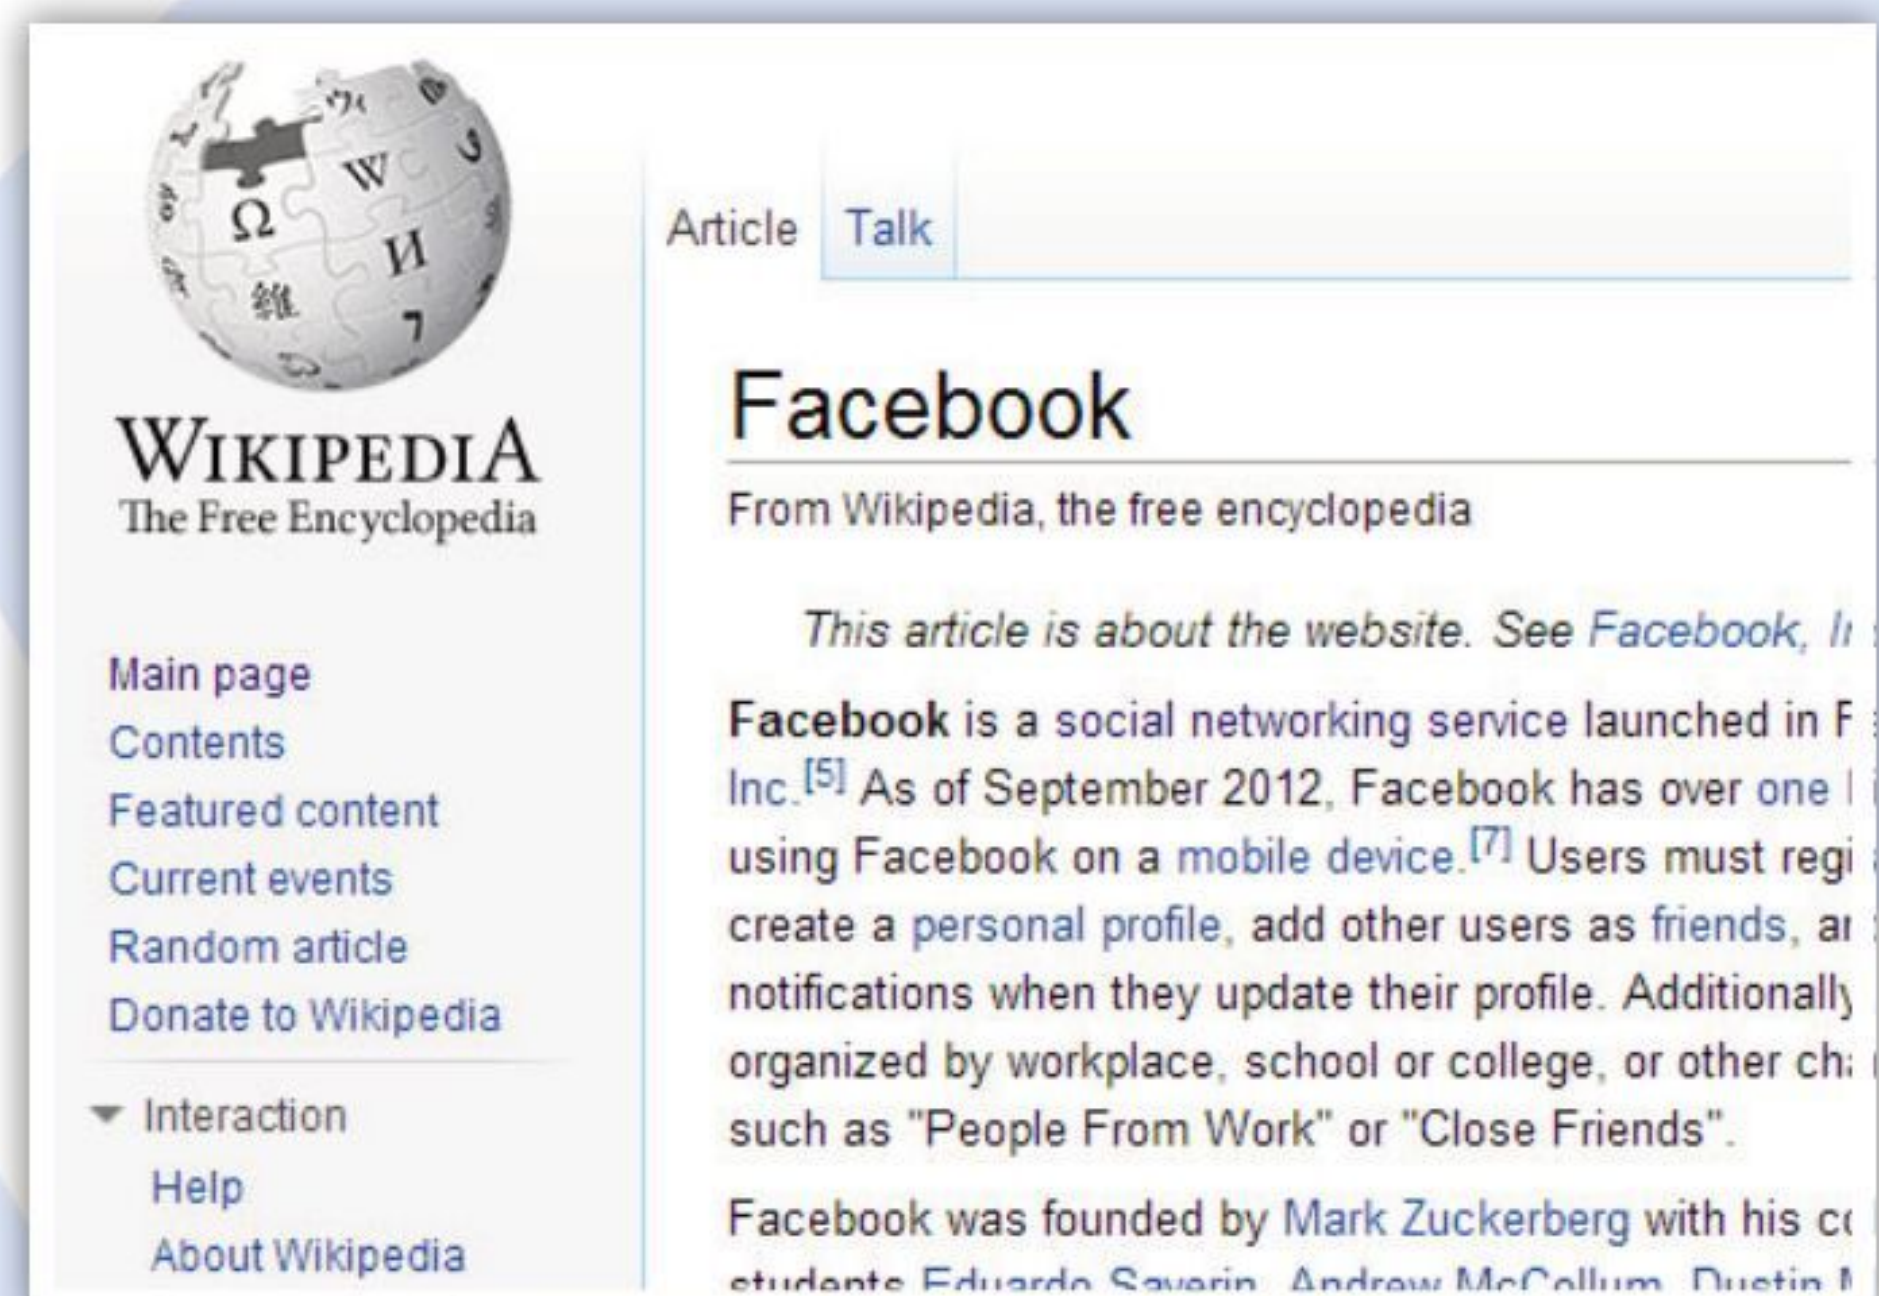 WIKIPEDIA
The Free Encyclopedia
Main page
Contents
Featured content
Current events
Random article
Donate to Wikipedia
Interaction
Help
About Wikipedia
Article Talk
Facebook
From Wikipedia, the free encyclopedia
This article is about the website. See Facebook,
Facebook is a social networking service launched in
Inc.[5] As of September 2012, Facebook has over one
using Facebook on a mobile device.[7] Users must regi
create a personal profile, add other users as friends,
notifications when they update their profile. Additionally
organized by workplace, school or college, or other
such as "People From Work" or "Close Friends".
Facebook was founded by Mark Zuckerberg with his
students Eduardo Saverin, Andrew McCollum, Dustin